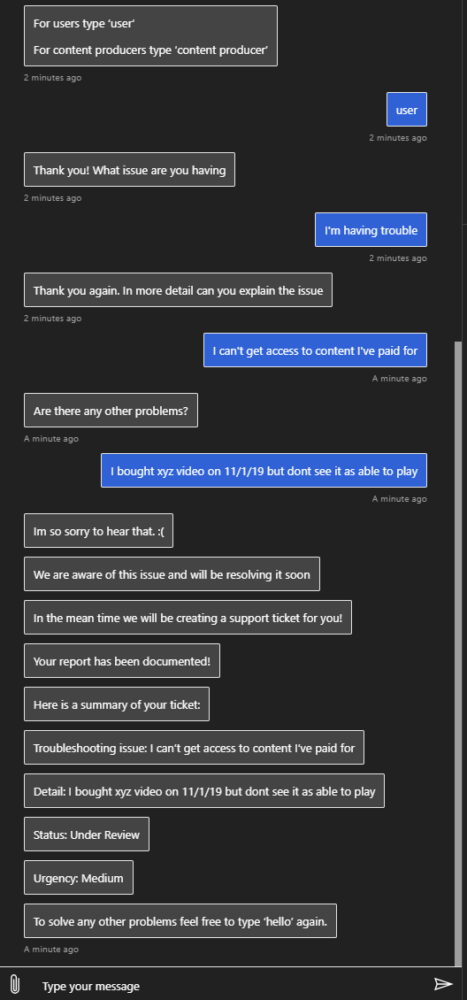 For users type ‘user’
For content producers type ‘content producer’
2 minutes ago
user
2 minutes ago
Thank you! What issue are you having
2 minutes ago
I'm having trouble
2 minutes ago
Thank you again. In more detail can you explain the issue
2 minutes ago
I can't get access to content I've paid for
A minute ago
Are there any other problems?
A minute ago
I bought xyz video on 11/1/19 but dont see it as able to play
A minute ago
Im so sorry to hear that. :(
We are aware of this issue and will be resolving it soon
In the mean time we will be creating a support ticket for you!
Your report has been documented!
Here is a summary of your ticket:
Troubleshooting issue: I can't get access to content I've paid for
Detail: I bought xyz video on 11/1/19 but dont see it as able to play
Status: Under Review
Urgency: Medium
To solve any other problems feel free to type ‘hello’ again.
A minute ago
Type your message